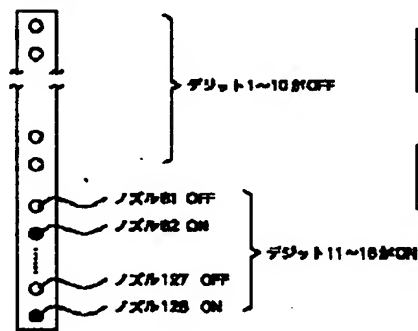 デジット1〜10がOFF
ノズル81 OFF
ノズル82 ON
デジット11〜16がON
ノズル127 OFF
ノズル128 ON